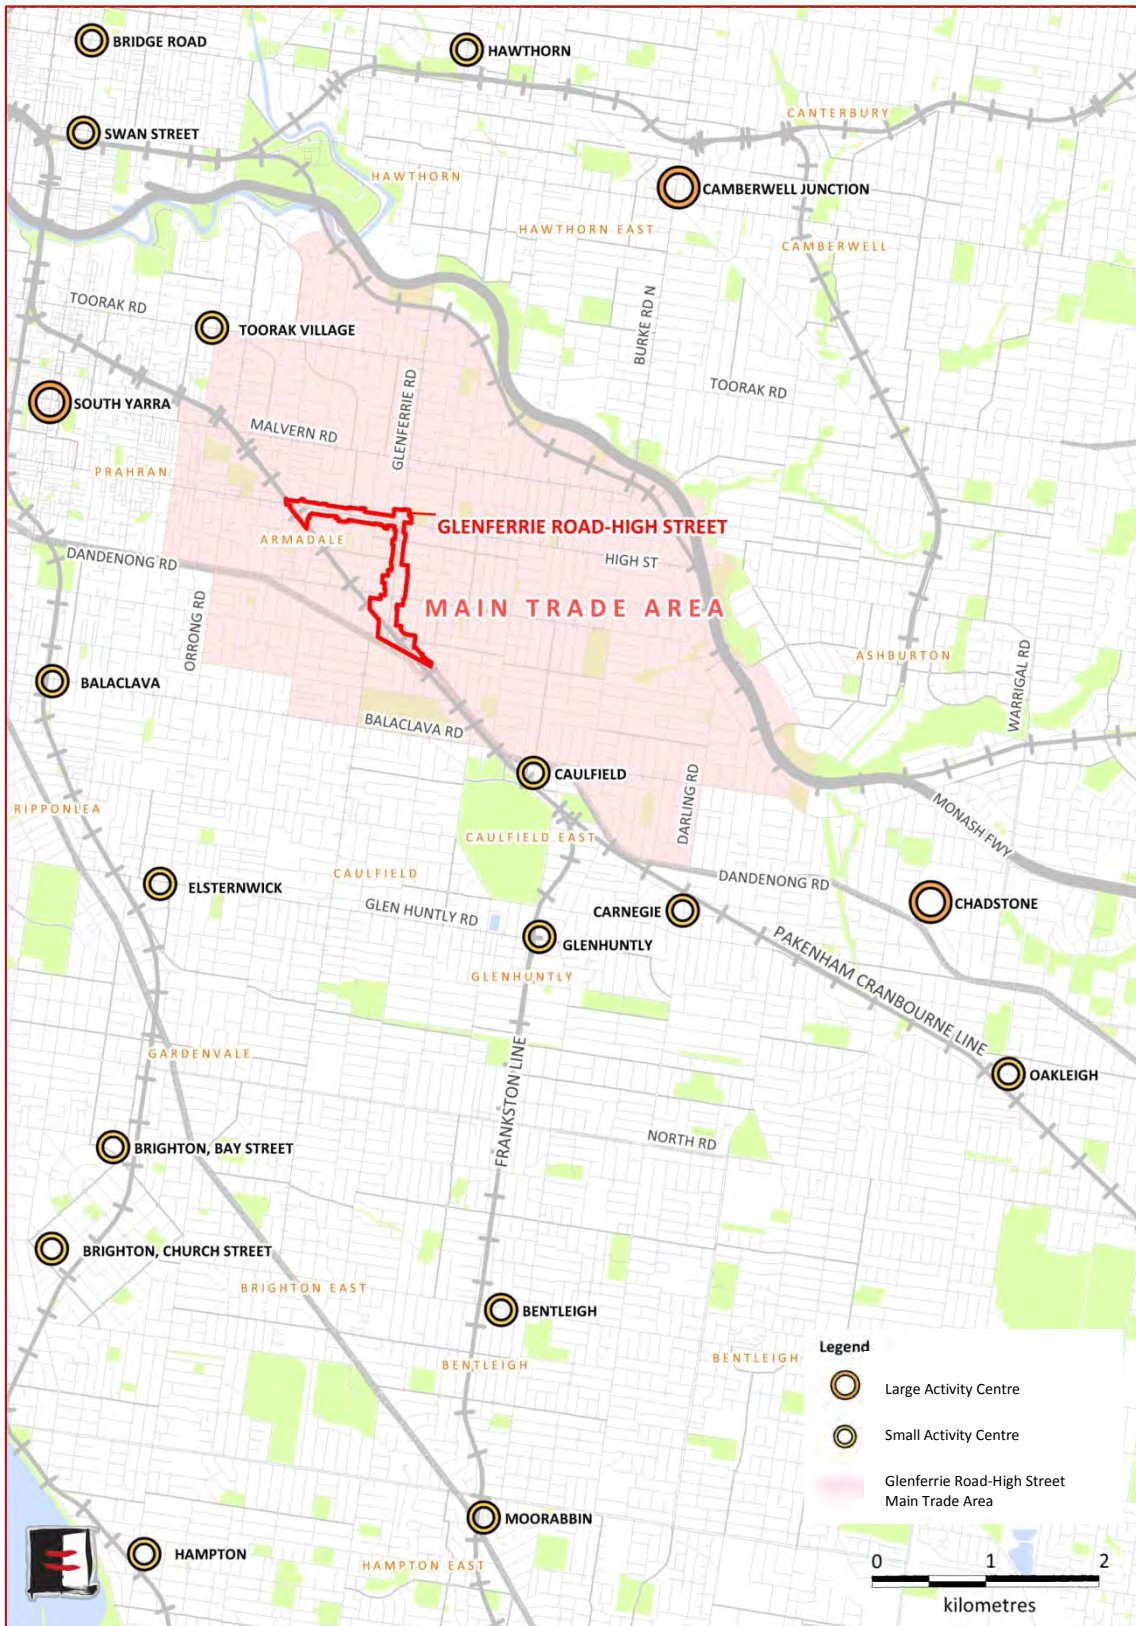 BRIDGE ROAD
HAWTHORN
CANTERBURY
SWAN STREET
HAWTHORN
CAMBERWELL JUNCTION
HAWTHORN EAST
CAMBERWELL
TOORAK RD
TOORAK VILLAGE
BURKE RD N
TOORAK RD
GLENFERRIE RD
SOUTH YARRA
MALVERN RD
PRAHRAN
GLENFERRIE ROAD-HIGH STREET
ARMADALE
DANDENONG RD
HIGH ST
MAIN TRADE AREA
ORRONG RD
ASHBURTON
WARRIGAL RD
BALACLAVA
BALACLAVA RD
CAULFIELD
DARLING RD
RIPPONLEA
MONASH FWY
CAULFIELD EAST
CAULFIELD
DANDENONG RD
ELSTERNWICK
GLEN HUNTLY RD
CARNEGIE
CHADSTONE
GLENHUNTLY
PAKENHAM CRANBOURNE LINE
GLENHUNTLY
GARDENVALE
FRANKSTON LINE
OAKLEIGH
NORTH RD
BRIGHTON, BAY STREET
BRIGHTON, CHURCH STREET
BRIGHTON EAST
BENTLEIGH
BENTLEIGH
BENTLEIGH
Legend
Large Activity Centre
Small Activity Centre
Glenferrie Road-High Street
Main Trade Area
MOORABBIN
HAMPTON
HAMPTON EAST
0 1 2
kilometres